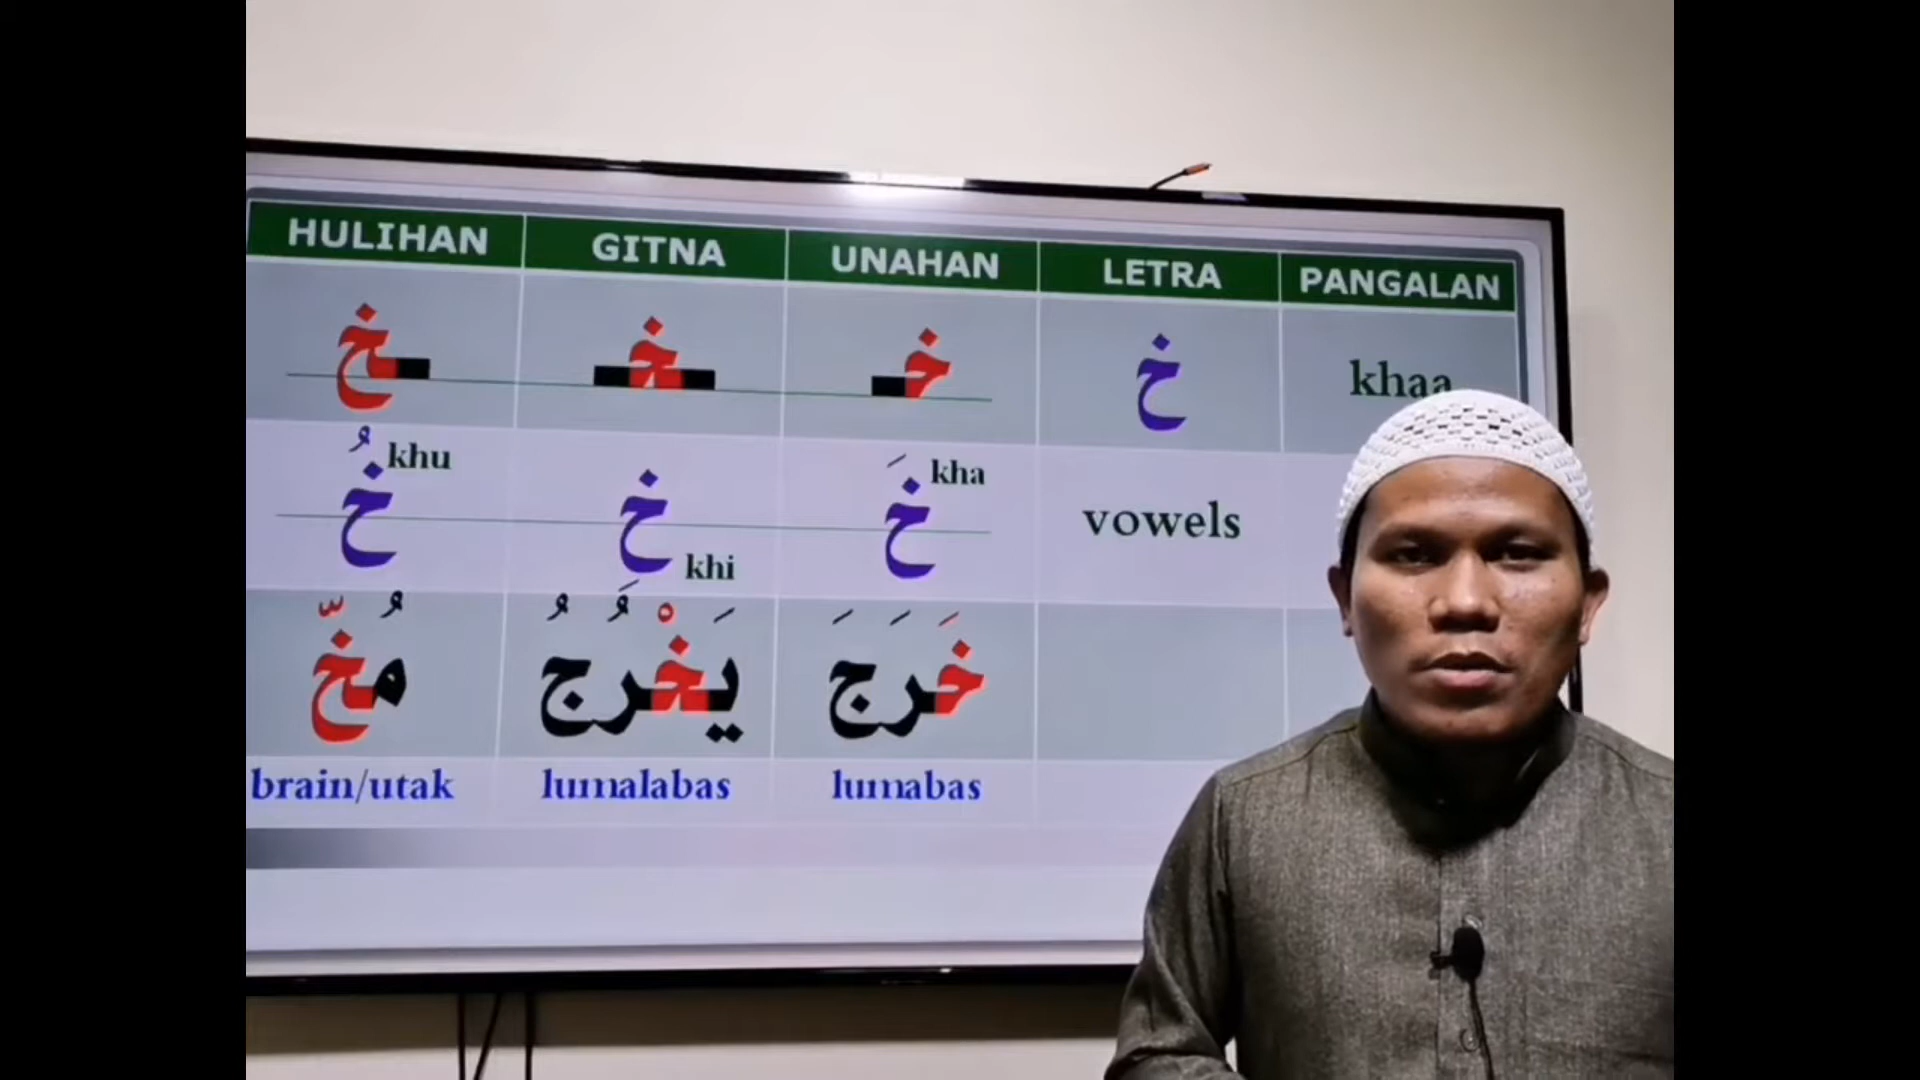 HULIHAN GITNA UNAHAN LETRA PANGALAN
خ خ خ خ khaa
خُ khu خِ khi خَ kha vowels
مُخّ يَخْرُجُ خَرَجَ
brain/utak lumalabas lumabas